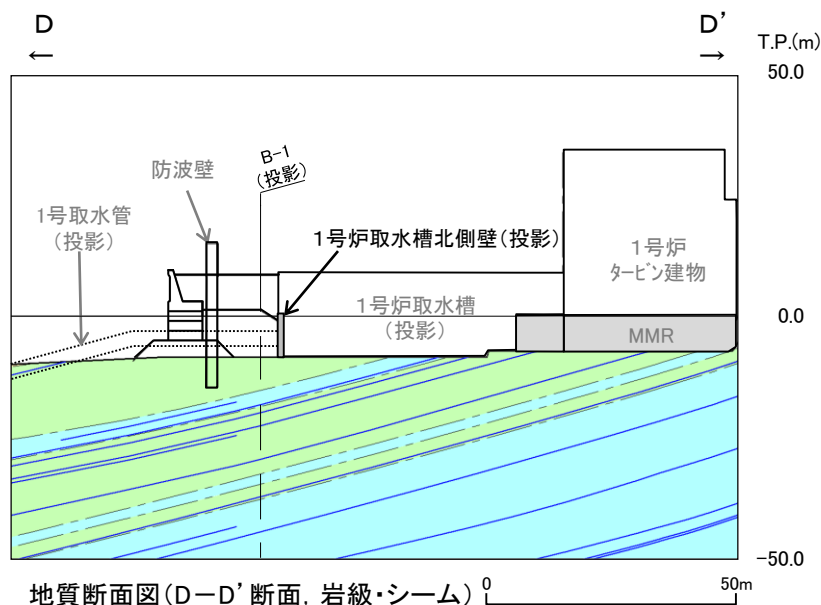 D
D’
←
→
T.P.(m)
50.0
B-1
(投影)
防波壁
1号取水管
(投影)
1号炉取水槽北側壁(投影)
1号炉
タービン建物
1号炉取水槽
(投影)
0.0
MMR
-50.0
地質断面図(D－D’断面, 岩級・シーム)
0
50m